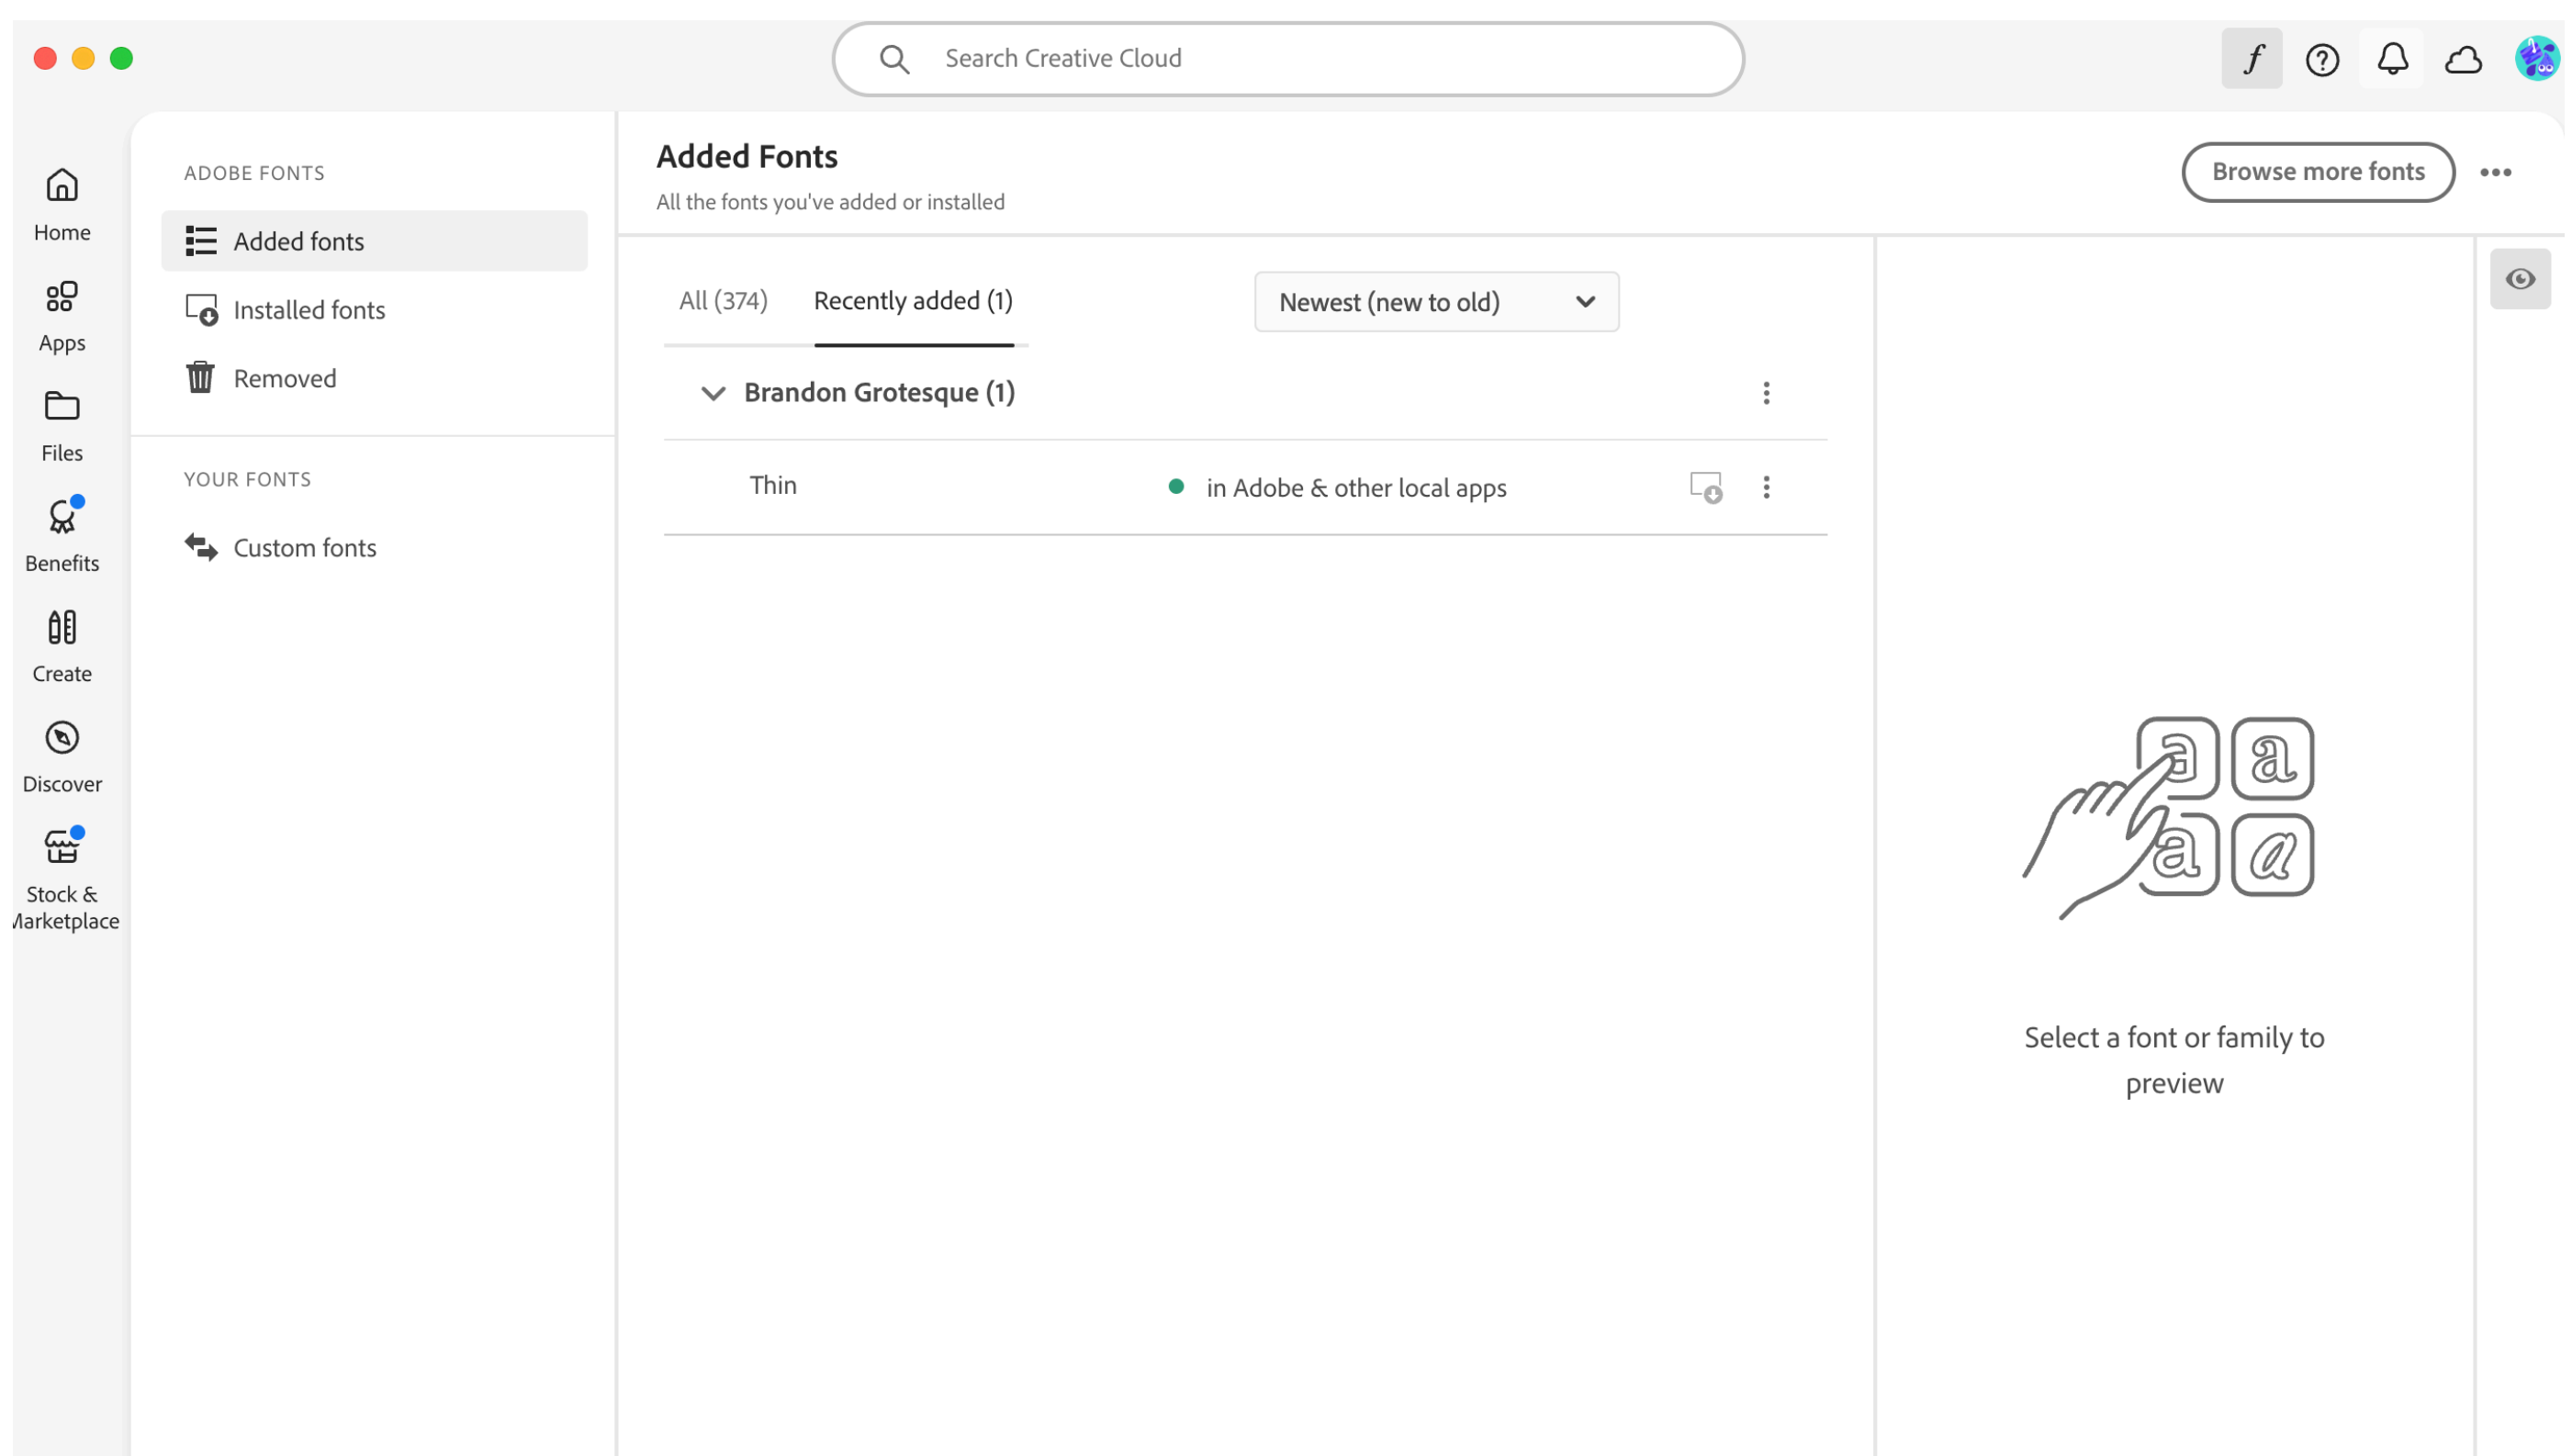 Search Creative Cloud
f
Home
Apps
Files
Benefits
Create
Discover
Stock &
Marketplace
ADOBE FONTS
Added fonts
Installed fonts
Removed
YOUR FONTS
Custom fonts
Added Fonts
All the fonts you've added or installed
Browse more fonts
All (374)
Recently added (1)
Newest (new to old)
Brandon Grotesque (1)
Thin
in Adobe & other local apps
a a
a a
Select a font or family to
preview